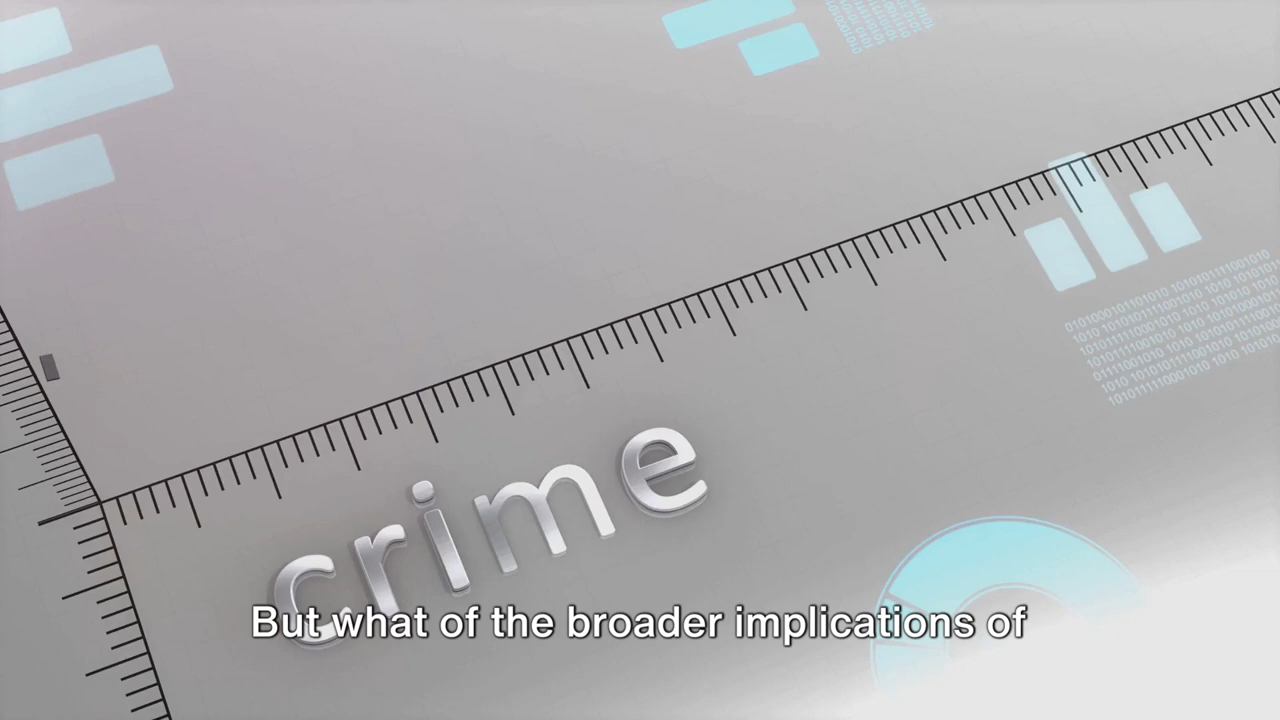 crime
But what of the broader implications of